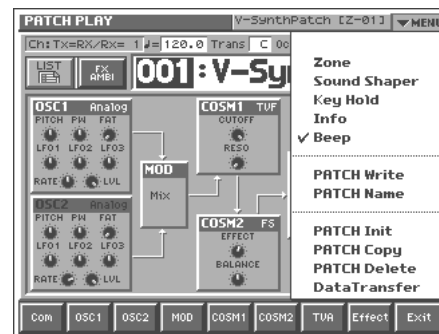 PATCH PLAY
V-SynthPatch [Z-01]
▼MENU
Ch:Tx=RX/Rx= 1 ♩= 120.0 Trans C Oc
LIST
FX AMBI
001:V-Sy
OSC1 Analog
PITCH PW FAT
LFO1 LFO2 LFO3
RATE LVL
OSC2 Analog
PITCH PW FAT
LFO1 LFO2 LFO3
RATE LVL
MOD
Mix
COSM1 TVF
CUTOFF
RESO
COSM2 FS
EFFECT
BALANCE
Zone
Sound Shaper
Key Hold
Info
✓ Beep
PATCH Write
PATCH Name
PATCH Init
PATCH Copy
PATCH Delete
DataTransfer
Com OSC1 OSC2 MOD COSM1 COSM2 TVA Effect Exit